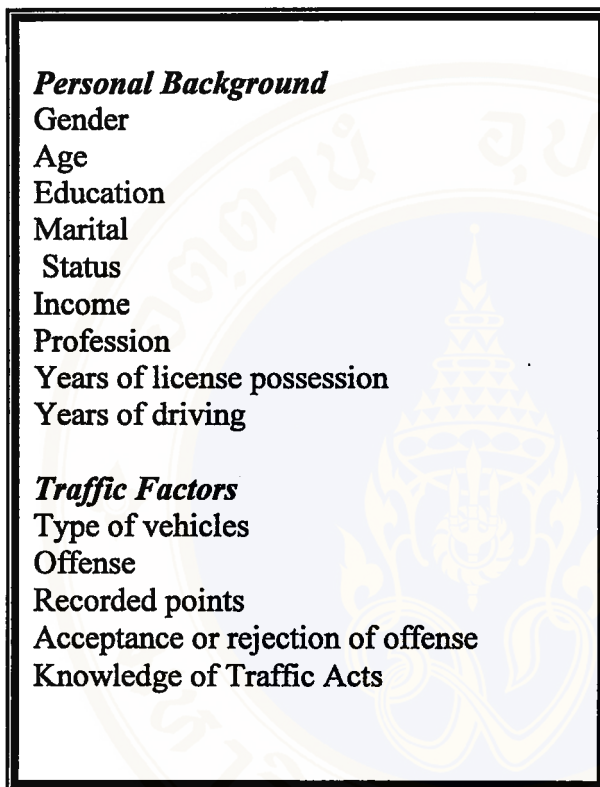 Personal Background
Gender
Age
Education
Marital
Status
Income
Profession
Years of license possession
Years of driving
Traffic Factors
Type of vehicles
Offense
Recorded points
Acceptance or rejection of offense
Knowledge of Traffic Acts